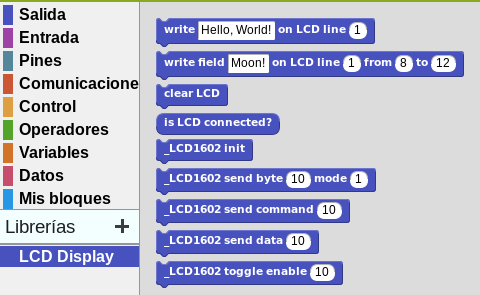 Salida
Entrada
Pines
Comunicacione
Control
Operadores
Variables
Datos
Mis bloques
Librerías +
LCD Display
write Hello, World! on LCD line 1
write field Moon! on LCD line 1 from 8 to 12
clear LCD
is LCD connected?
_LCD1602 init
_LCD1602 send byte 10 mode 1
_LCD1602 send command 10
_LCD1602 send data 10
_LCD1602 toggle enable 10